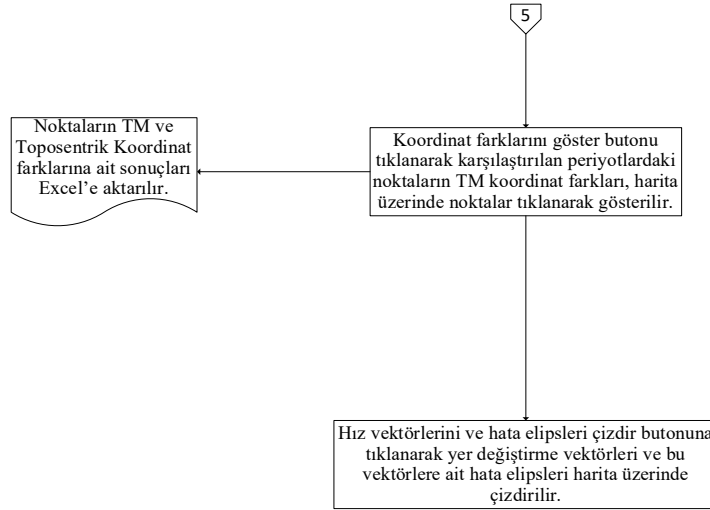 5
Noktaların TM ve
Toposentrik Koordinat
farklarına ait sonuçları
Excel’e aktarılır.
Koordinat farklarını göster butonu
tıklanarak karşılaştırılan periyotlardaki
noktaların TM koordinat farkları, harita
üzerinde noktalar tıklanarak gösterilir.
Hız vektörlerini ve hata elipsleri çizdir butonuna
tıklanarak yer değiştirme vektörleri ve bu
vektörlere ait hata elipsleri harita üzerinde
çizdirilir.